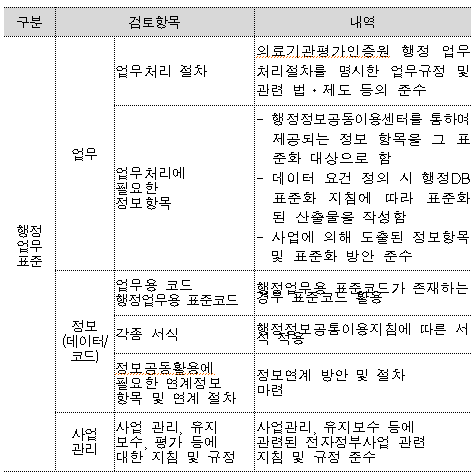 구분 검토항목 내역
행정
업무
표준
업무
업무처리 절차
의료기관평가인증원 행정 업무
처리절차를 명시한 업무규정 및
관련 법·제도 등의 준수
업무처리에
필요한
정보항목
- 행정정보공동이용센터를 통하여
제공되는 정보 항목을 그 표
준화 대상으로 함
- 데이터 요건 정의 시 행정DB
표준화 지침에 따라 표준화
된 산출물을 작성함
- 사업에 의해 도출된 정보항목
및 표준화 방안 준수
정보
(데이터/
코드)
업무용 코드
행정업무용 표준코드
행정업무용 표준코드가 존재하는
경우 표준코드 활용
각종 서식
행정정보공통이용지침에 따른 서
식 적용
정보공동활용에
필요한 연계정보
항목 및 연계 절차
정보연계 방안 및 절차
마련
사업
관리
사업 관리, 유지
보수, 평가 등에
대한 지침 및 규정
사업관리, 유지보수 등에
관련된 전자정부사업 관련
지침 및 규정 준수